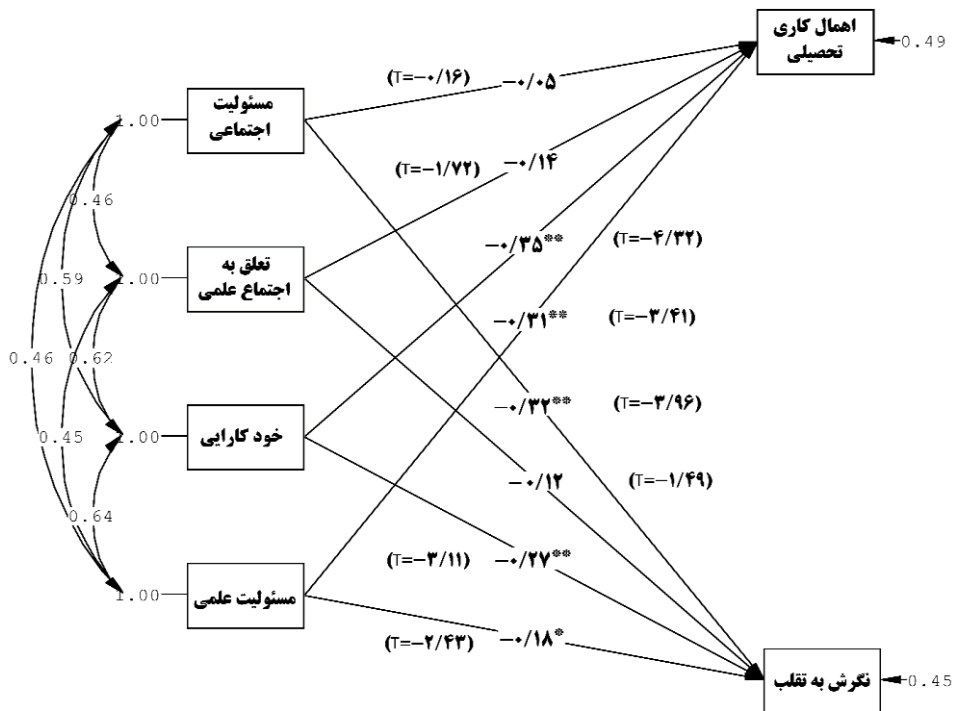 اهمال کاری
تحصیلی
0.49
(T=-۰/۱۶) -۰/۰۵
مسئولیت
اجتماعی
1.00
(T=-۱/۷۲) -۰/۱۴
0.46
-۰/۳۵** (T=-۴/۳۲)
تعلق به
اجتماع علمی
1.00
0.59
-۰/۳۱** (T=-۳/۴۱)
0.46
0.62
-۰/۳۲** (T=-۳/۹۶)
خود کارایی
1.00
0.45
-۰/۱۲ (T=-۱/۴۹)
0.64
(T=-۳/۱۱) -۰/۲۷**
مسئولیت علمی
1.00
(T=-۲/۴۳) -۰/۱۸*
نگرش به تقلب
0.45